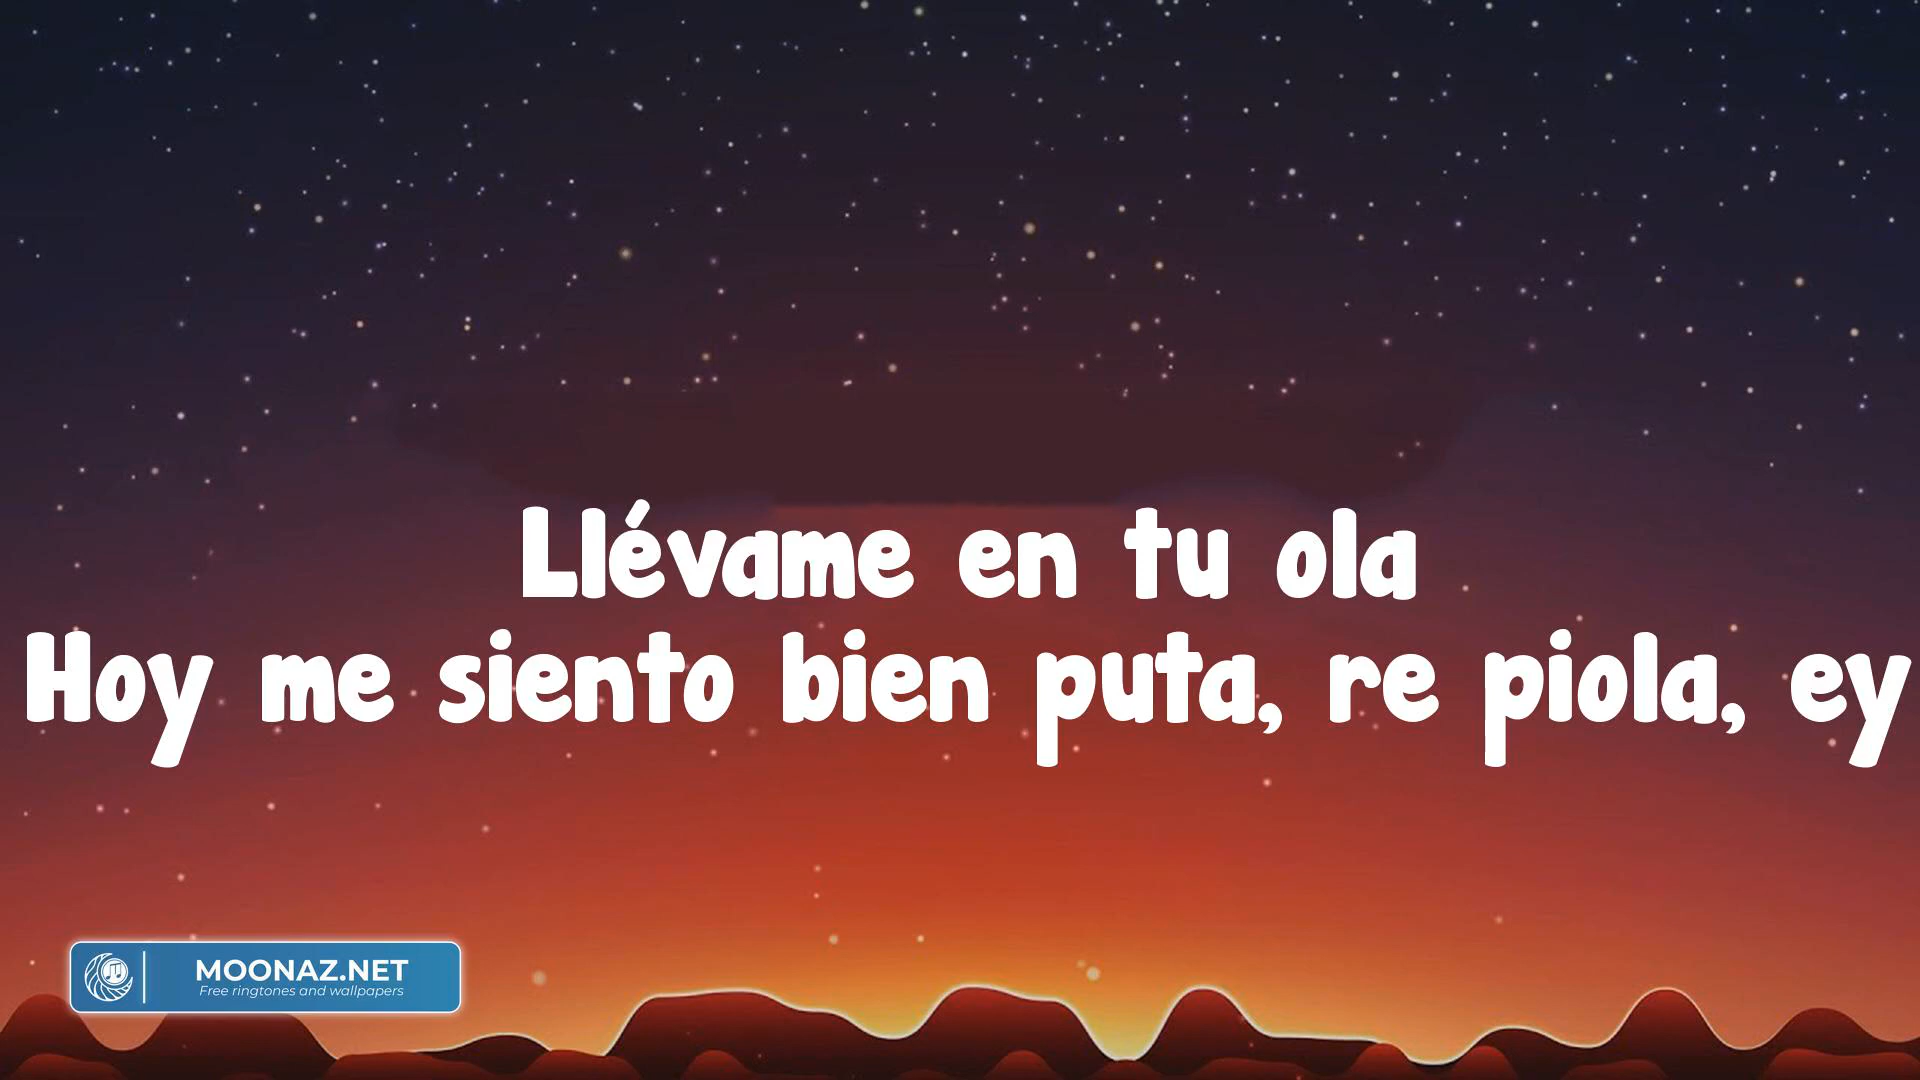 Llévame en tu ola
Hoy me siento bien puta, re piola, ey
MOONAZ.NET
Free ringtones and wallpapers